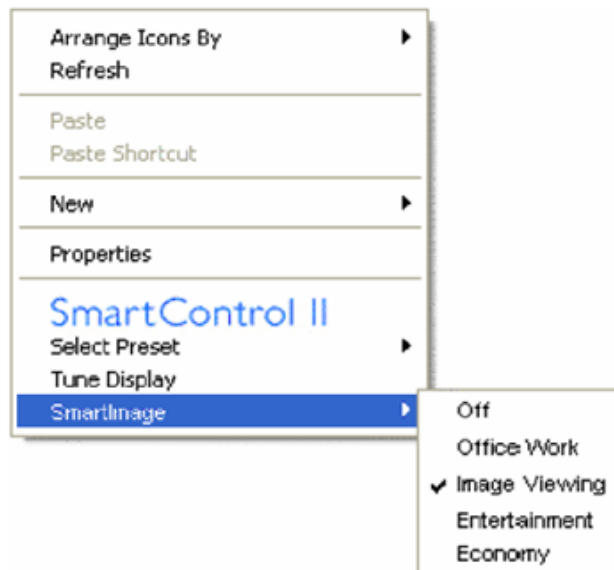 Arrange Icons By
Refresh
Paste
Paste Shortcut
New
Properties
SmartControl II
Select Preset
Tune Display
SmartImage
Off
Office Work
Image Viewing
Entertainment
Economy